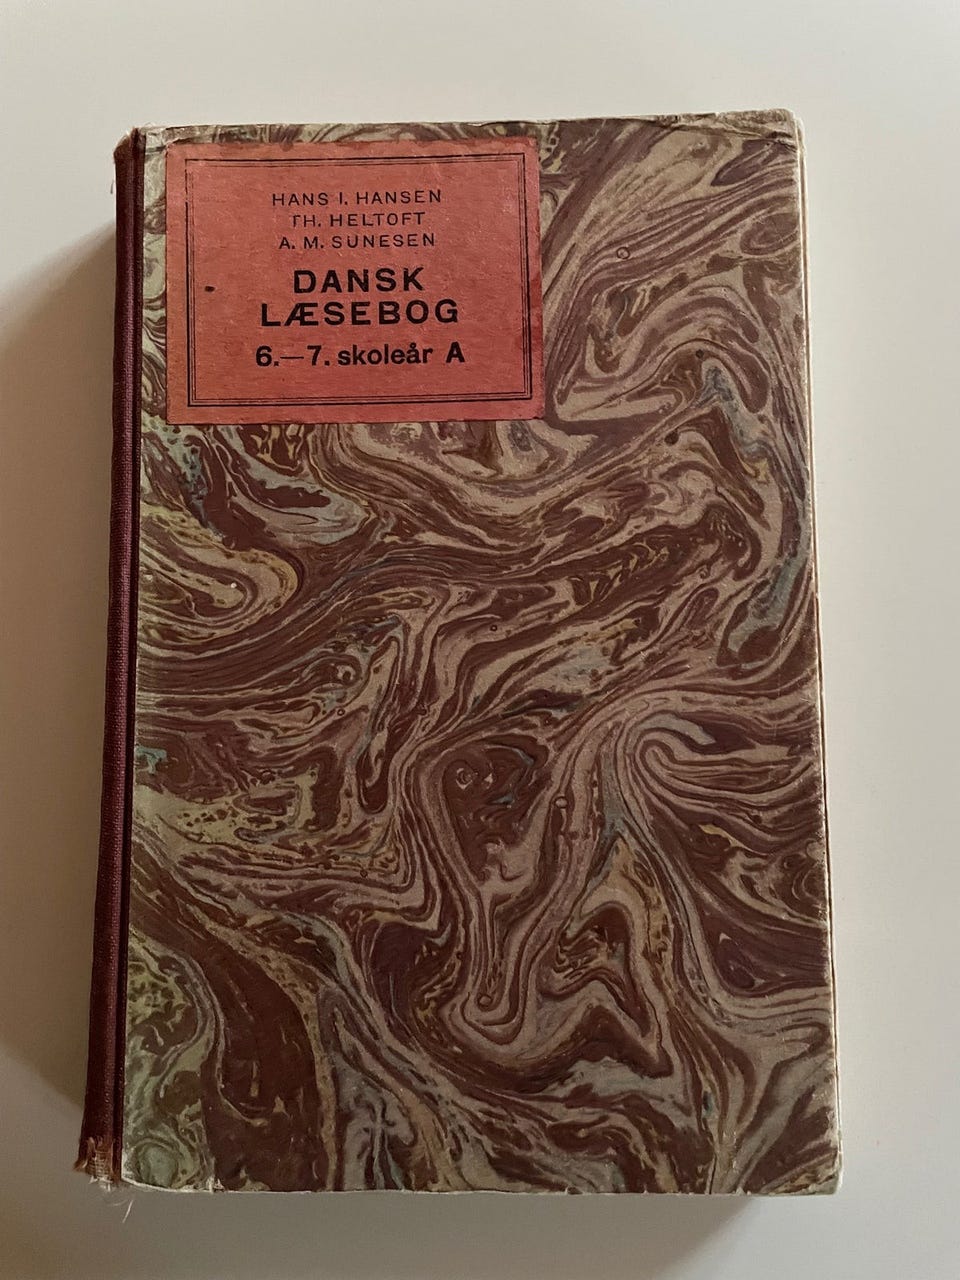 HANS I. HANSEN
TH. HELTOFT
A. M. SUNESEN
DANSK
LÆSEBOG
6.—7. skoleår A